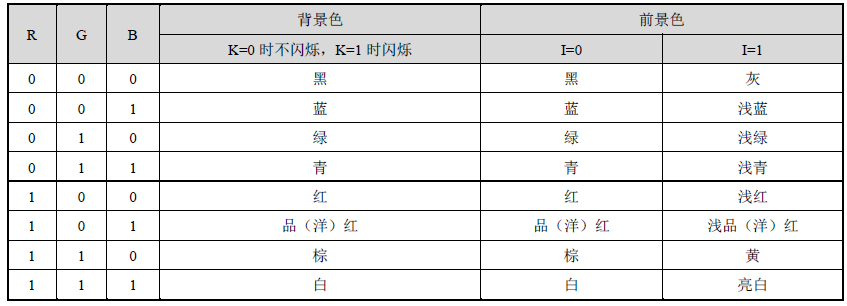 R G B 背景色 前景色
K=0 时不闪烁，K=1 时闪烁 I=0 I=1
0 0 0 黑 黑 灰
0 0 1 蓝 蓝 浅蓝
0 1 0 绿 绿 浅绿
0 1 1 青 青 浅青
1 0 0 红 红 浅红
1 0 1 品（洋）红 品（洋）红 浅品（洋）红
1 1 0 棕 棕 黄
1 1 1 白 白 亮白